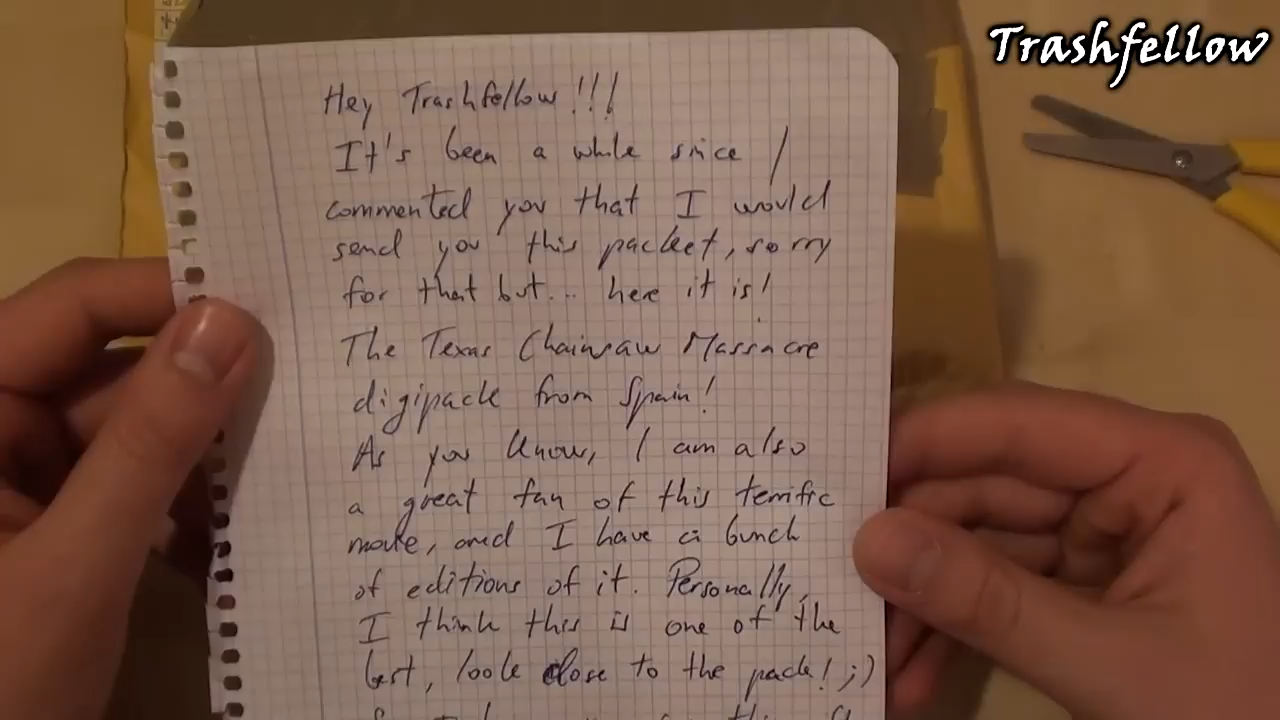 Trashfellow
Hey Trashfellow!!!
It's been a while since I
commented you that I would
send you this packet, sorry
for that but... here it is!
The Texas Chainsaw Massacre
digipack from Spain!
As you know, I am also
a great fan of this terrific
movie, and I have a bunch
of editions of it. Personally,
I think this is one of the
best, look close to the pack! ;)